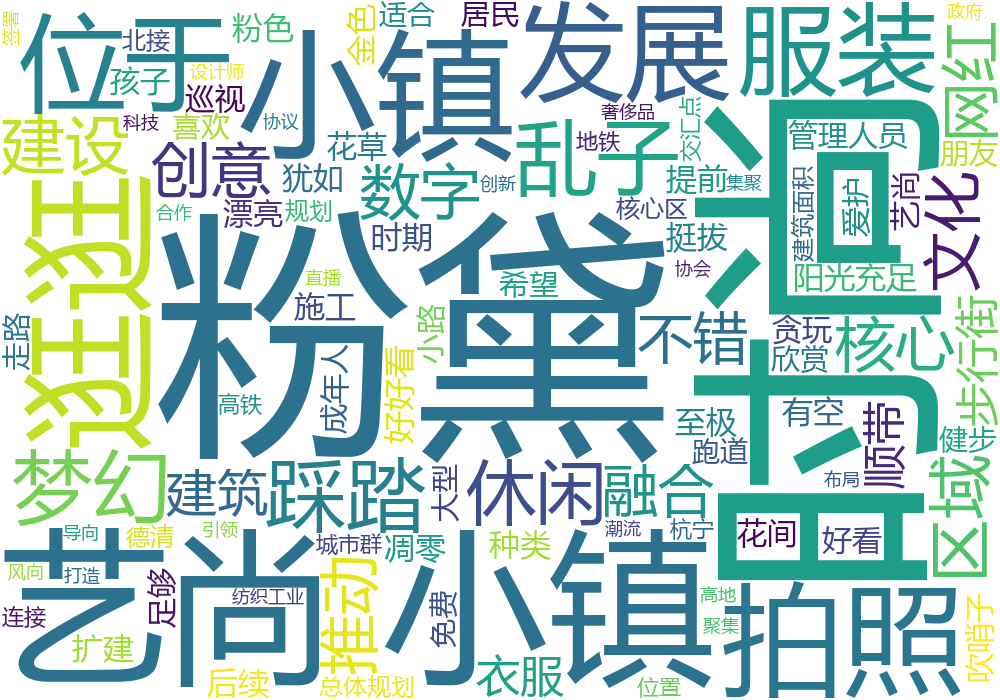 签署
位于
北接
粉色
金色
适合
居民
发展
服装
政府
网红
孩子
设计师
巡视
小镇
奢侈品
交汇点
管理人员
朋友
建设
科技
喜欢
协议
花草
乱子
地铁
创意
犹如
数字
创新
提前
集聚
建筑面积
爱护
艺尚
文化
合作
漂亮
规划
时期
核心区
挺拔
逛逛
粉黛
直播
希望
协会
阳光充足
汨
走路
施工
小路
不错
贪玩
欣赏
核心
步行街
高铁
成年人
好好看
至极
有空
子
跑道
顺带
健步
梦幻
建筑
踩踏
大型
休闲
融合
布局
区域
艺尚小镇
导向
德清
引领
城市群
凋零
种类
潮流
杭宁
花间
好看
风向
打造
足够
纺织工业
推动
免费
高地
拍照
吹哨子
连接
聚集
扩建
后续
总体规划
衣服
位置